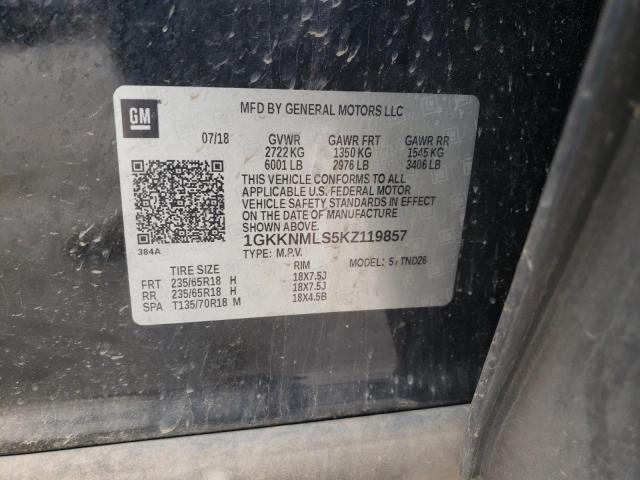 GM
MFD BY GENERAL MOTORS LLC
07/18 GVWR GAWR FRT GAWR RR
2722 KG 1350 KG 1545 KG
6001 LB 2976 LB 3406 LB
THIS VEHICLE CONFORMS TO ALL
APPLICABLE U.S. FEDERAL MOTOR
VEHICLE SAFETY STANDARDS IN EFFECT
ON THE DATE OF MANUFACTURE
SHOWN ABOVE.
1GKKNMLS5KZ119857
TYPE: M.P.V. MODEL: TND26
384A
TIRE SIZE RIM
FRT 235/65R18 H 18X7.5J
RR 235/65R18 H 18X7.5J
SPA T135/70R18 M 18X4.5B